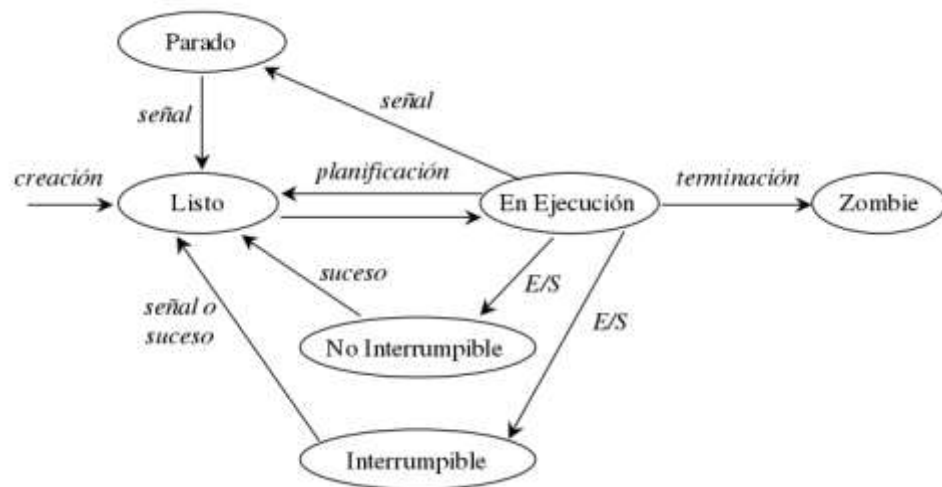 Parado
señal
señal
creación
planificación
terminación
Listo
En Ejecución
Zombie
suceso
E/S
señal o
suceso
E/S
No Interrumpible
Interrumpible